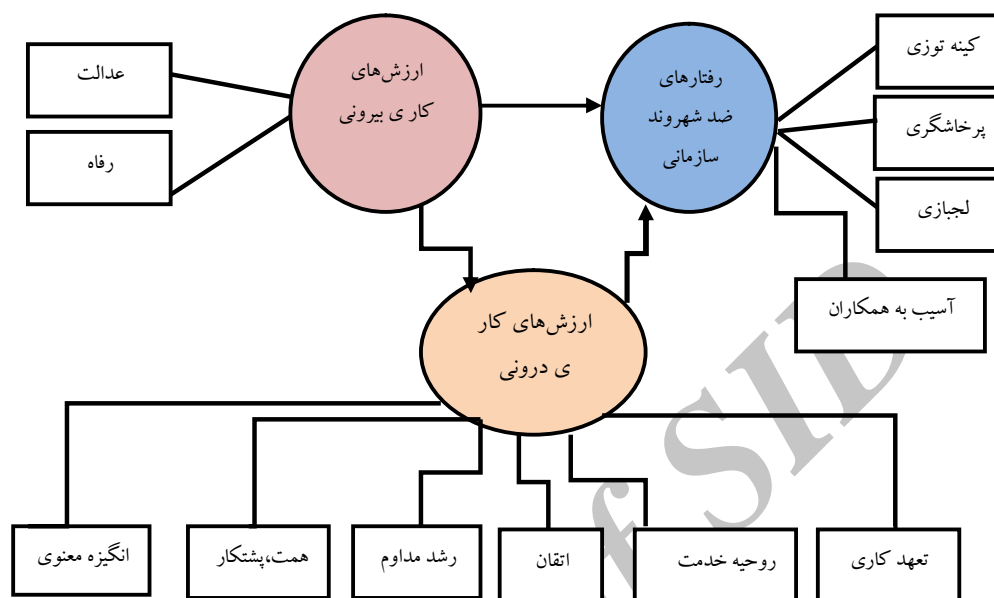 کینه توزی
پرخاشگری
لجبازی
آسیب به همکاران
رفتارهای
ضد شهروند
سازمانی
ارزش‌های
کار ی بیرونی
عدالت
رفاه
ارزش‌های کار
ی درونی
تعهد کاری
روحیه خدمت
اتقان
رشد مداوم
همت،پشتکار
انگیزه معنوی
f SID